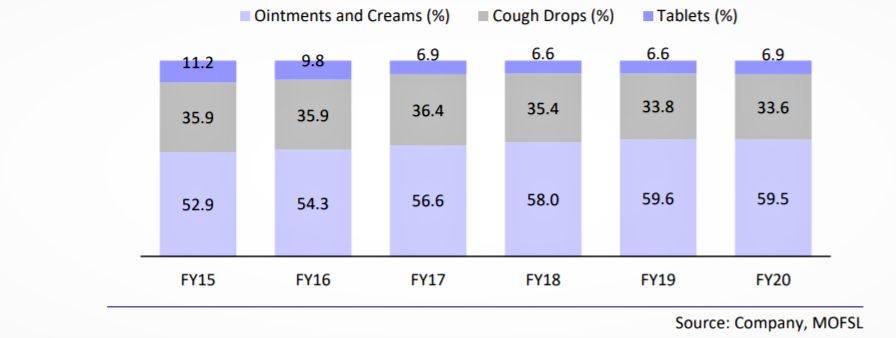 Ointments and Creams (%) Cough Drops (%) Tablets (%)
11.2 9.8 6.9 6.6 6.6 6.9
35.9 35.9 36.4 35.4 33.8 33.6
52.9 54.3 56.6 58.0 59.6 59.5
FY15 FY16 FY17 FY18 FY19 FY20
Source: Company, MOFSL